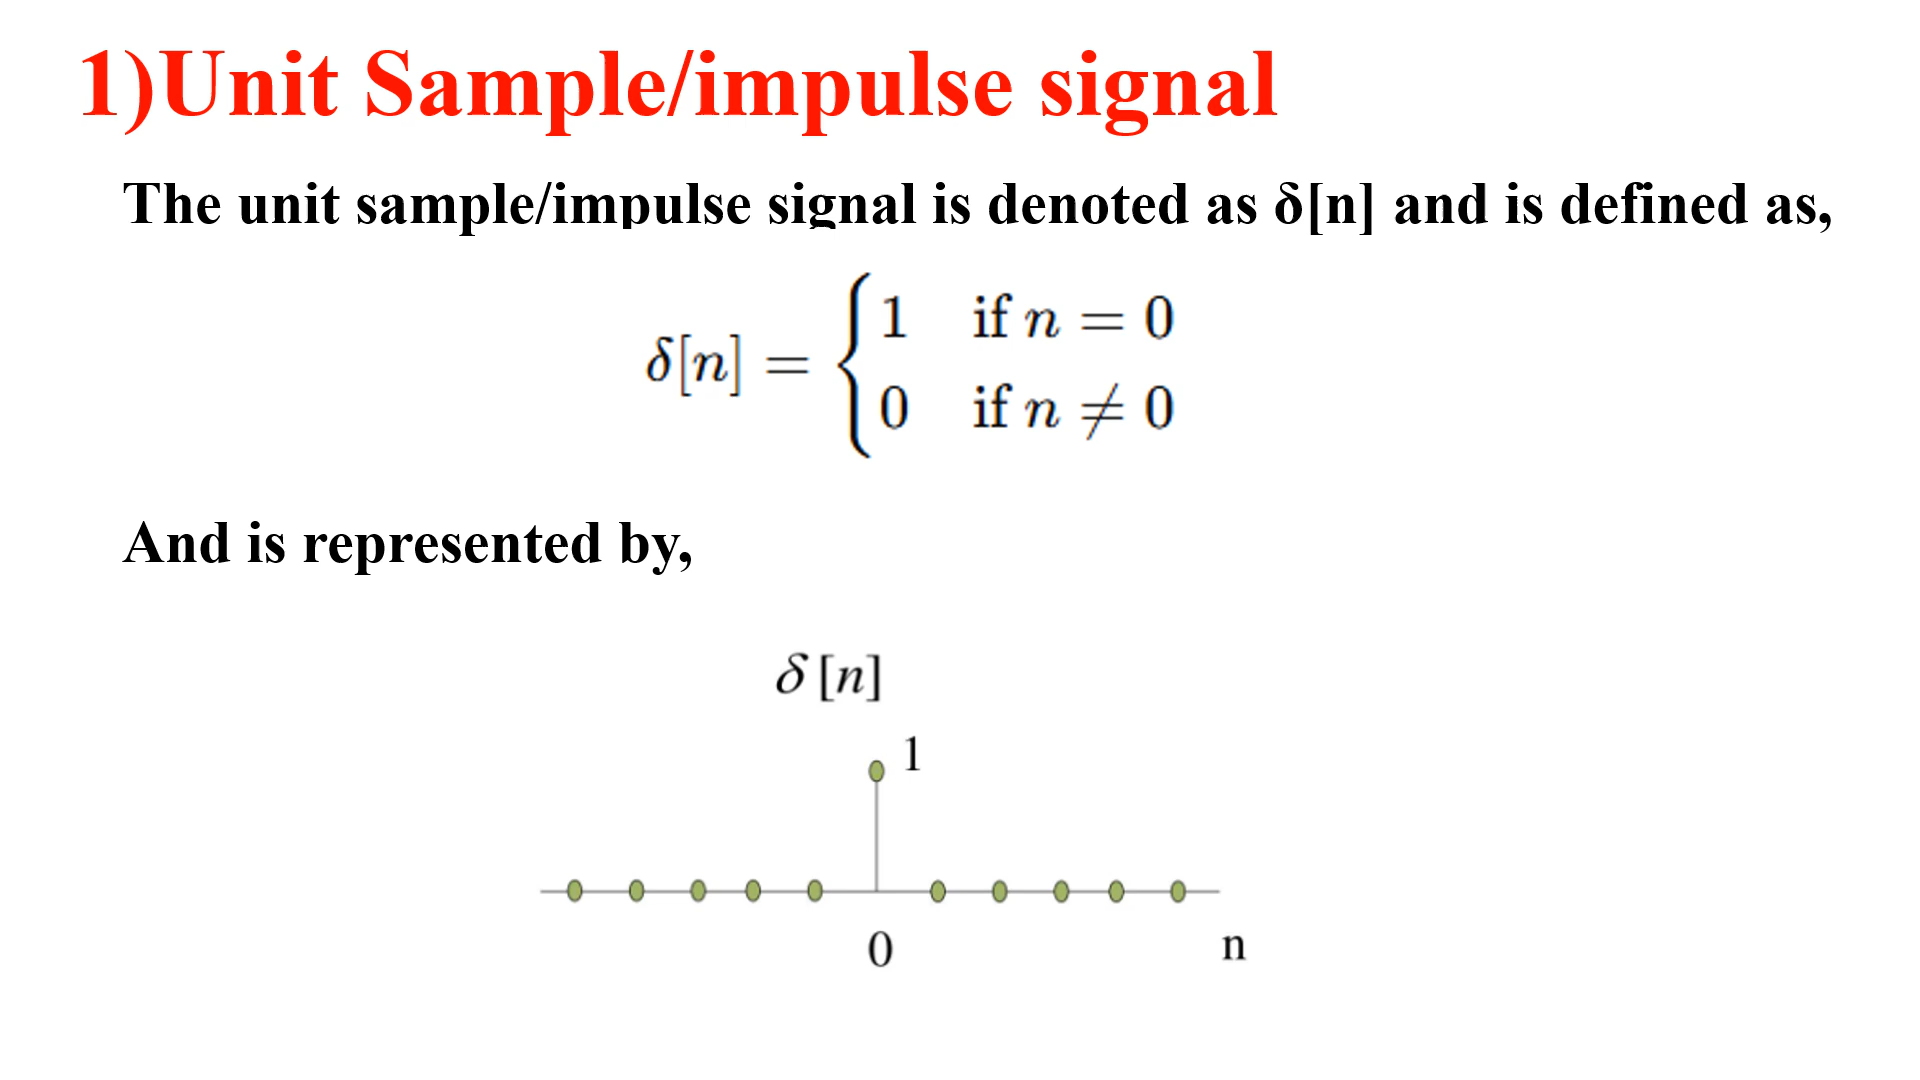 1)Unit Sample/impulse signal
The unit sample/impulse signal is denoted as δ[n] and is defined as,
δ[n] = { 1 if n = 0
0 if n ≠ 0
And is represented by,
δ [n]
1
0 n